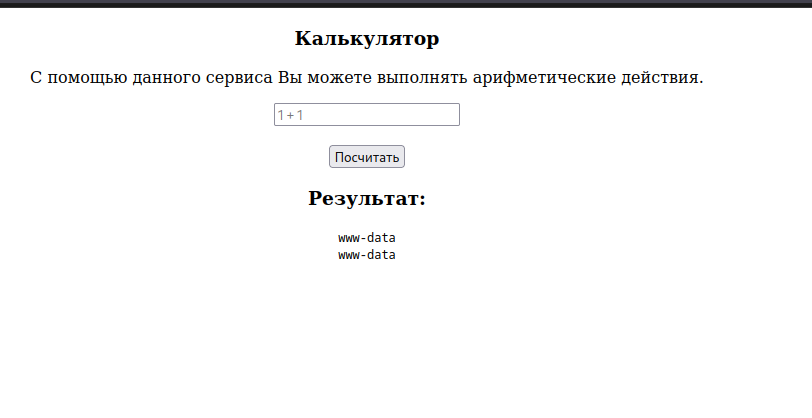 Калькулятор
С помощью данного сервиса Вы можете выполнять арифметические действия.
1 + 1
Посчитать
Результат:
www-data
www-data